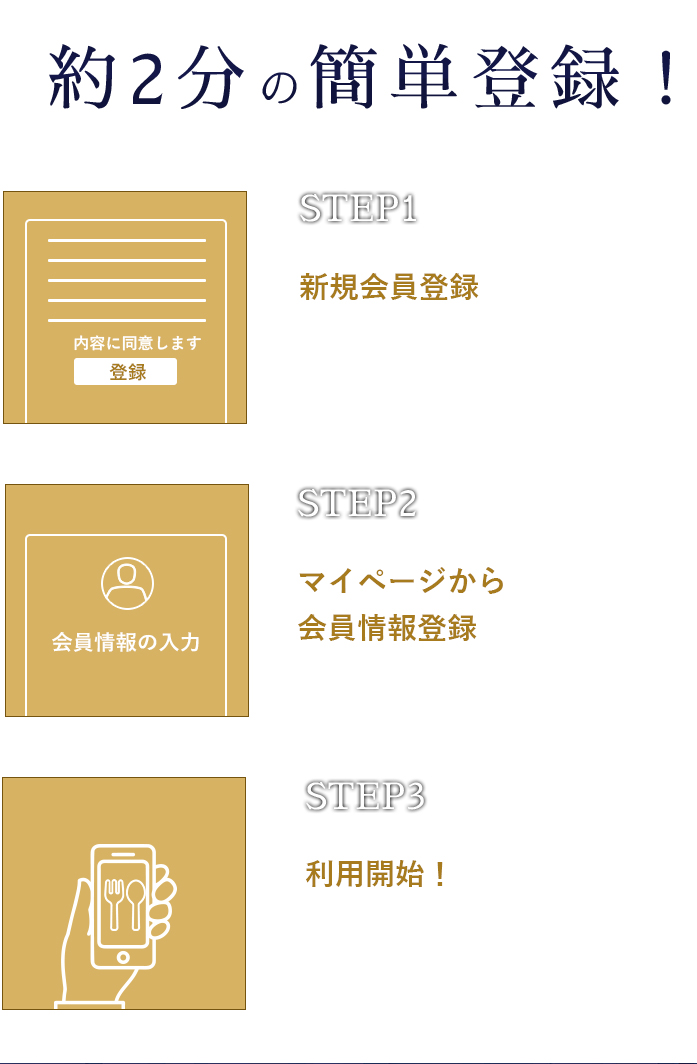 約2分の簡単登録！
STEP1
新規会員登録
内容に同意します
登録
STEP2
マイページから
会員情報登録
会員情報の入力
STEP3
利用開始！